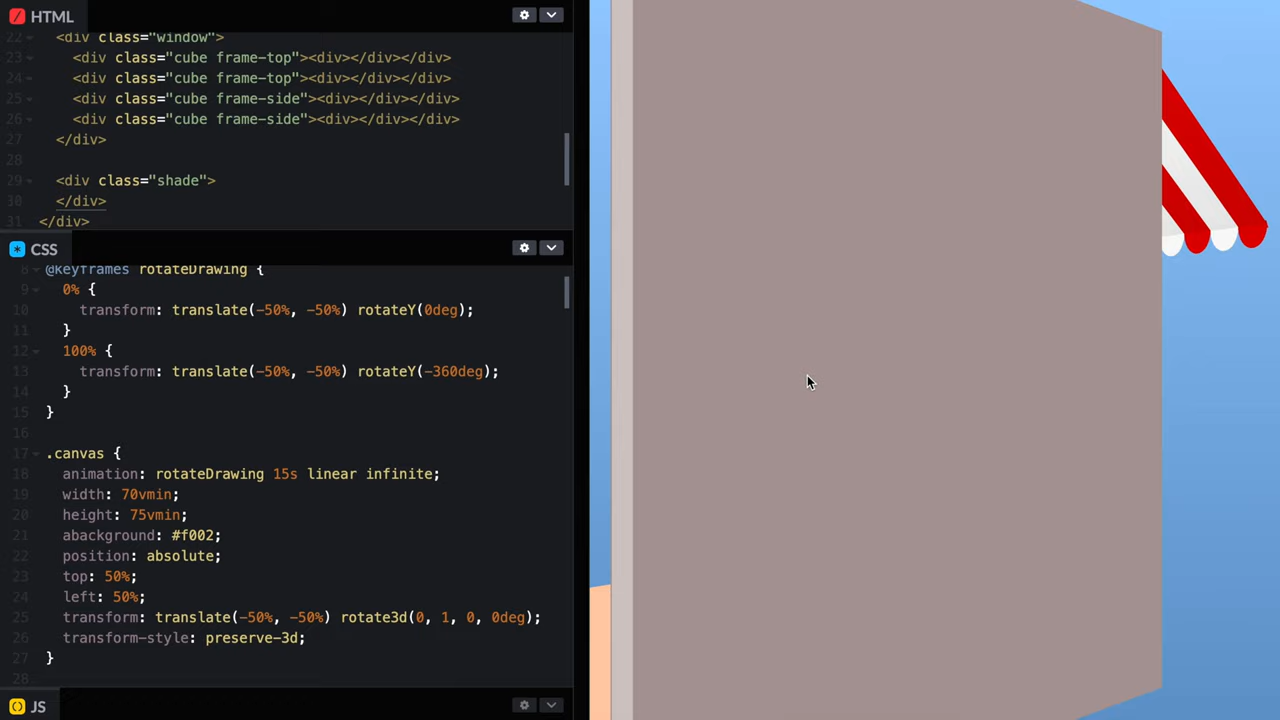 HTML
22 <div class="window">
23 <div class="cube frame-top"><div></div></div>
24 <div class="cube frame-top"><div></div></div>
25 <div class="cube frame-side"><div></div></div>
26 <div class="cube frame-side"><div></div></div>
27 </div>
28
29 <div class="shade">
30 </div>
31 </div>
CSS
8 @keyframes rotateDrawing {
9 0% {
10 transform: translate(-50%, -50%) rotateY(0deg);
11 }
12 100% {
13 transform: translate(-50%, -50%) rotateY(-360deg);
14 }
15 }
16
17 .canvas {
18 animation: rotateDrawing 15s linear infinite;
19 width: 70vmin;
20 height: 75vmin;
21 abackground: #f002;
22 position: absolute;
23 top: 50%;
24 left: 50%;
25 transform: translate(-50%, -50%) rotate3d(0, 1, 0, 0deg);
26 transform-style: preserve-3d;
27 }
28
JS